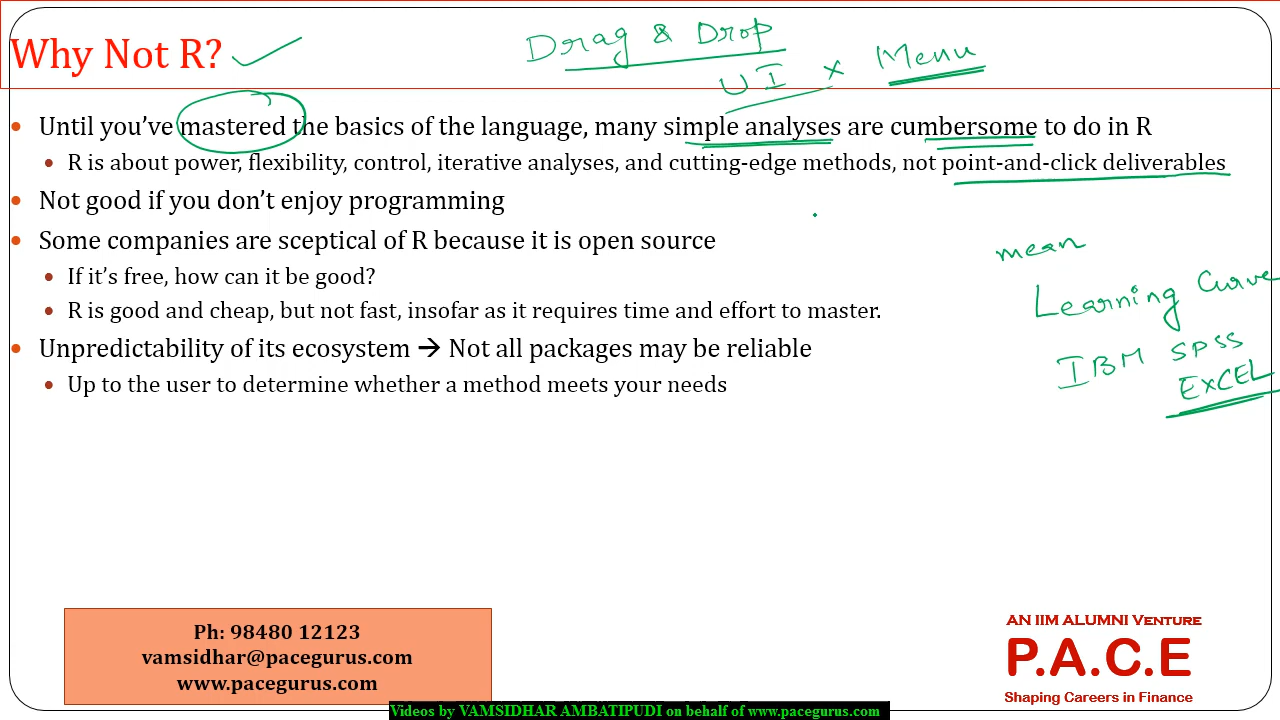 Why Not R?
Drag & Drop
UI x Menu
Until you've mastered the basics of the language, many simple analyses are cumbersome to do in R
R is about power, flexibility, control, iterative analyses, and cutting-edge methods, not point-and-click deliverables
Not good if you don't enjoy programming
Some companies are sceptical of R because it is open source
If it's free, how can it be good?
R is good and cheap, but not fast, insofar as it requires time and effort to master.
Unpredictability of its ecosystem → Not all packages may be reliable
Up to the user to determine whether a method meets your needs
mean
Learning Curve
IBM SPSS
EXCEL
Ph: 98480 12123
vamsidhar@pacegurus.com
www.pacegurus.com
AN IIM ALUMNI VENTURE
P.A.C.E
Shaping Careers in Finance
Videos by VAMSIDHAR AMBATIPUDI on behalf of www.pacegurus.com